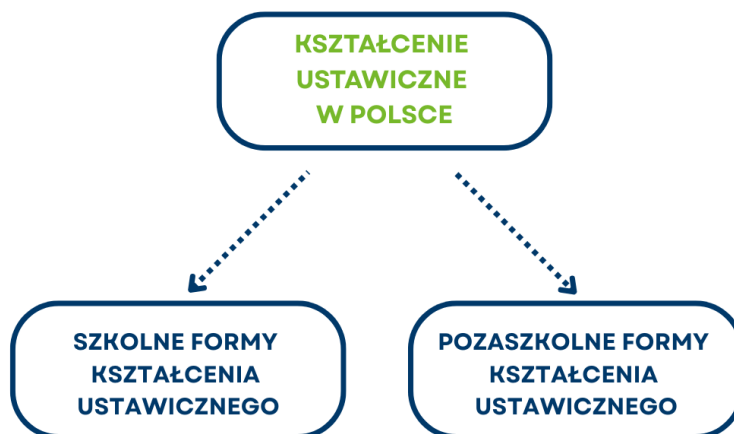 KSZTAŁCENIE
USTAWICZNE
W POLSCE
SZKOLNE FORMY
KSZTAŁCENIA
USTAWICZNEGO
POZASZKOLNE FORMY
KSZTAŁCENIA
USTAWICZNEGO